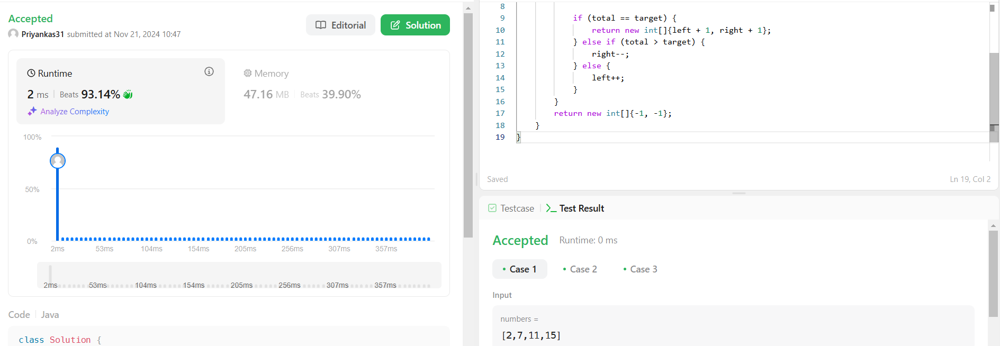 Accepted
Priyankas31 submitted at Nov 21, 2024 10:47
Editorial
Solution
Runtime
2 ms
Beats 93.14%
Analyze Complexity
Memory
47.16 MB
Beats 39.90%
100%
50%
0%
2ms 53ms 104ms 154ms 205ms 256ms 307ms 357ms
2ms 53ms 104ms 154ms 205ms 256ms 307ms 357ms
Code
Java
class Solution {
8
9 if (total == target) {
10 return new int[]{left + 1, right + 1};
11 } else if (total > target) {
12 right--;
13 } else {
14 left++;
15 }
16 }
17 return new int[]{-1, -1};
18 }
19 }
Saved
Ln 19, Col 2
Testcase
Test Result
Accepted
Runtime: 0 ms
Case 1
Case 2
Case 3
Input
numbers =
[2,7,11,15]